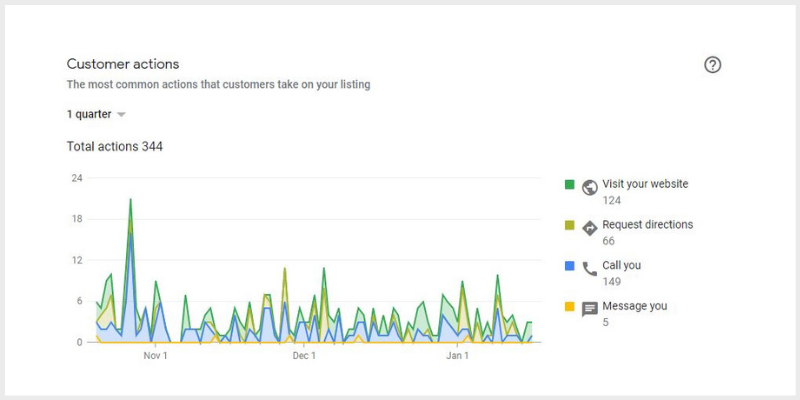 Customer actions
The most common actions that customers take on your listing
1 quarter
Total actions 344
24
18
12
6
0
Nov 1
Dec 1
Jan 1
Visit your website
124
Request directions
66
Call you
149
Message you
5